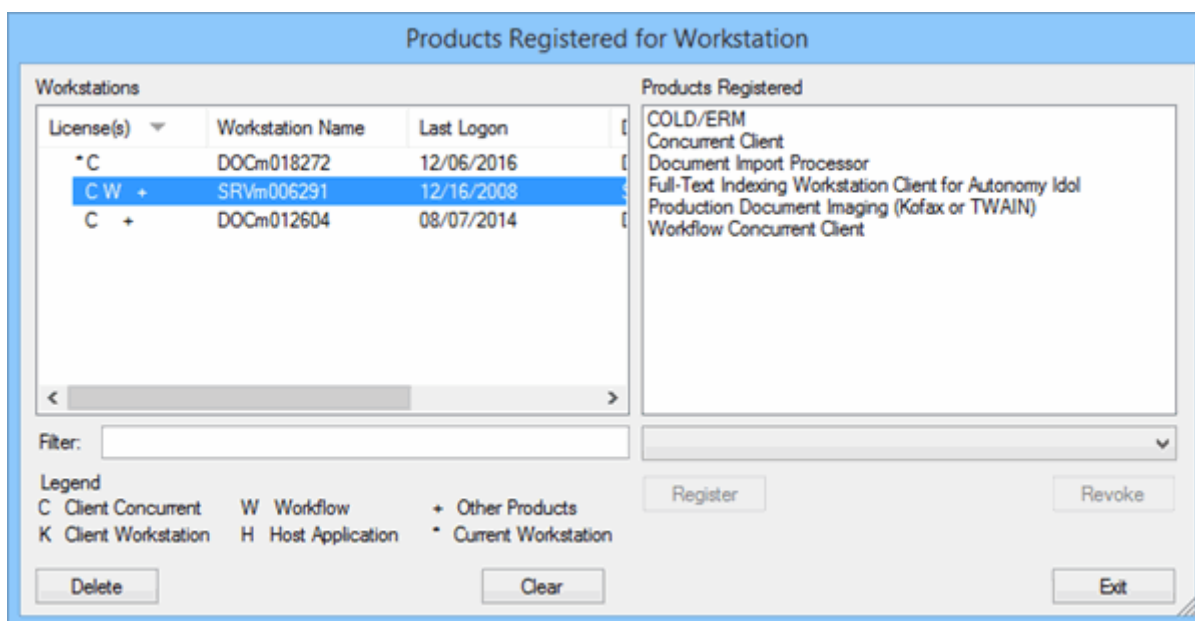 Products Registered for Workstation
Workstations
License(s) Workstation Name Last Logon
*C DOCm018272 12/06/2016
C W + SRVm006291 12/16/2008
C + DOCm012604 08/07/2014
Filter:
Legend
C Client Concurrent W Workflow + Other Products
K Client Workstation H Host Application * Current Workstation
Delete Clear
Products Registered
COLD/ERM
Concurrent Client
Document Import Processor
Full-Text Indexing Workstation Client for Autonomy Idol
Production Document Imaging (Kofax or TWAIN)
Workflow Concurrent Client
Register Revoke
Exit